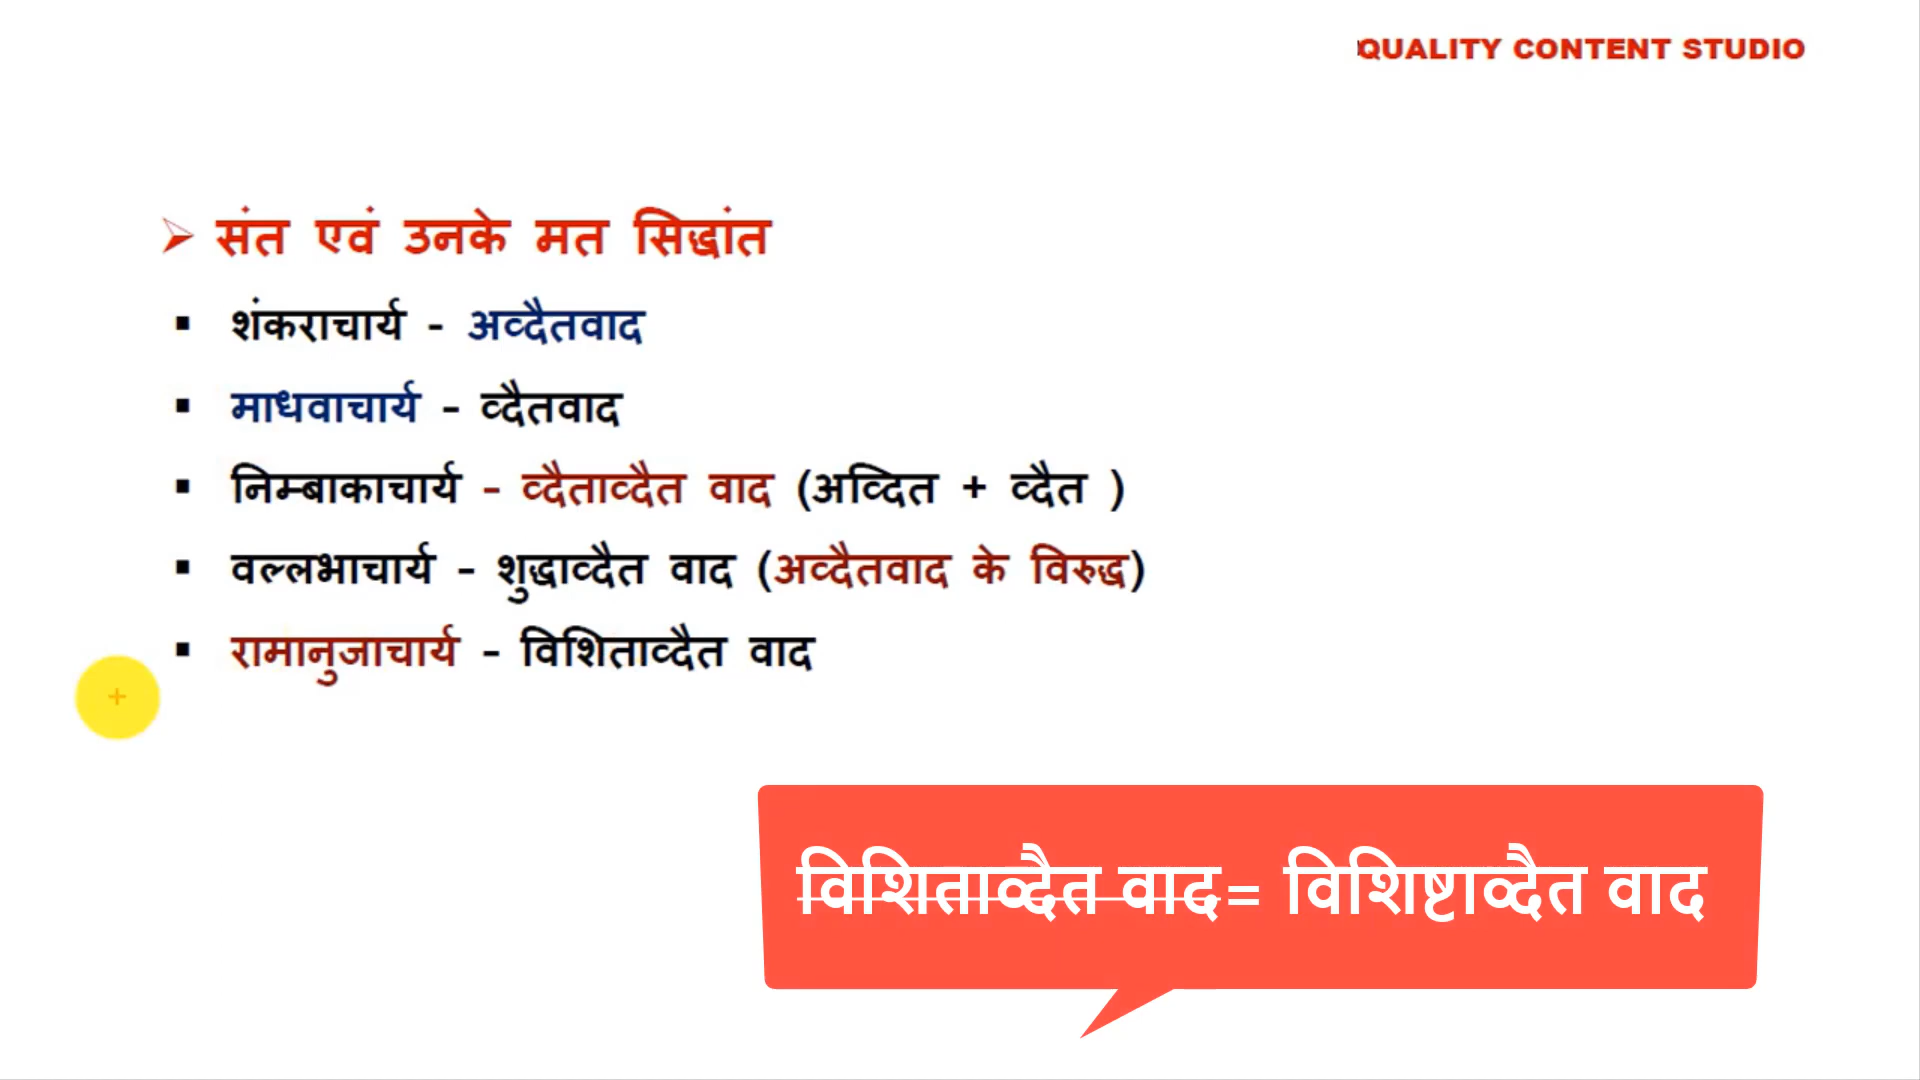 QUALITY CONTENT STUDIO
संत एवं उनके मत सिद्धांत
शंकराचार्य - अव्दैतवाद
माधवाचार्य - व्दैतवाद
निम्बाकाचार्य - व्दैताव्दैत वाद (अव्दित + व्दैत )
वल्लभाचार्य - शुद्धाव्दैत वाद (अव्दैतवाद के विरुद्ध)
रामानुजाचार्य - विशिताव्दैत वाद
विशिताव्दैत वाद= विशिष्टाव्दैत वाद